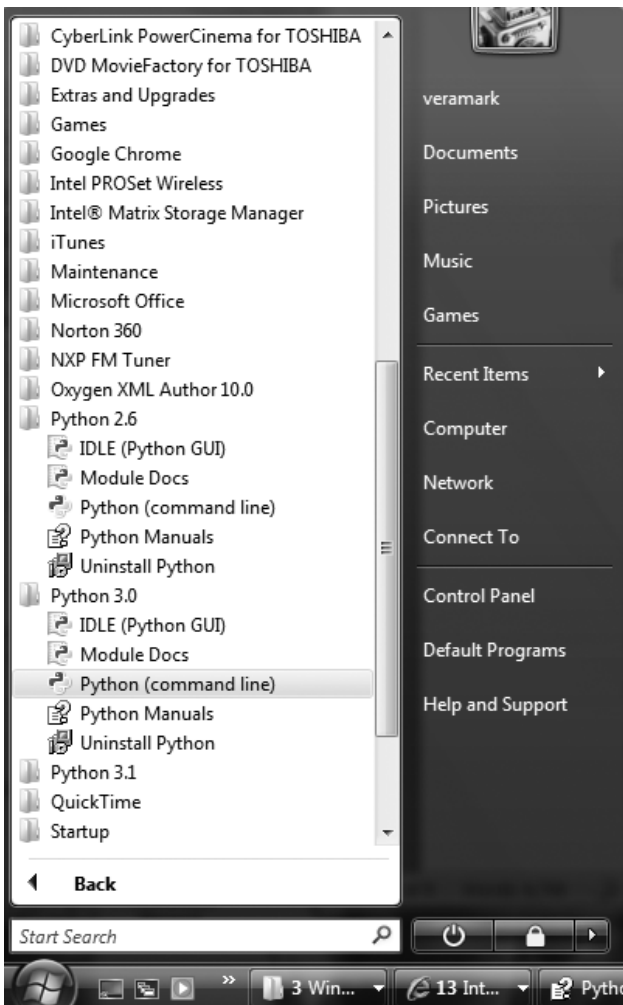 CyberLink PowerCinema for TOSHIBA
DVD MovieFactory for TOSHIBA
Extras and Upgrades
Games
Google Chrome
Intel PROSet Wireless
Intel® Matrix Storage Manager
iTunes
Maintenance
Microsoft Office
Norton 360
NXP FM Tuner
Oxygen XML Author 10.0
Python 2.6
IDLE (Python GUI)
Module Docs
Python (command line)
Python Manuals
Uninstall Python
Python 3.0
IDLE (Python GUI)
Module Docs
Python (command line)
Python Manuals
Uninstall Python
Python 3.1
QuickTime
Startup
Back
Start Search
veramark
Documents
Pictures
Music
Games
Recent Items
Computer
Network
Connect To
Control Panel
Default Programs
Help and Support
3 Win... 13 Int... Pytho